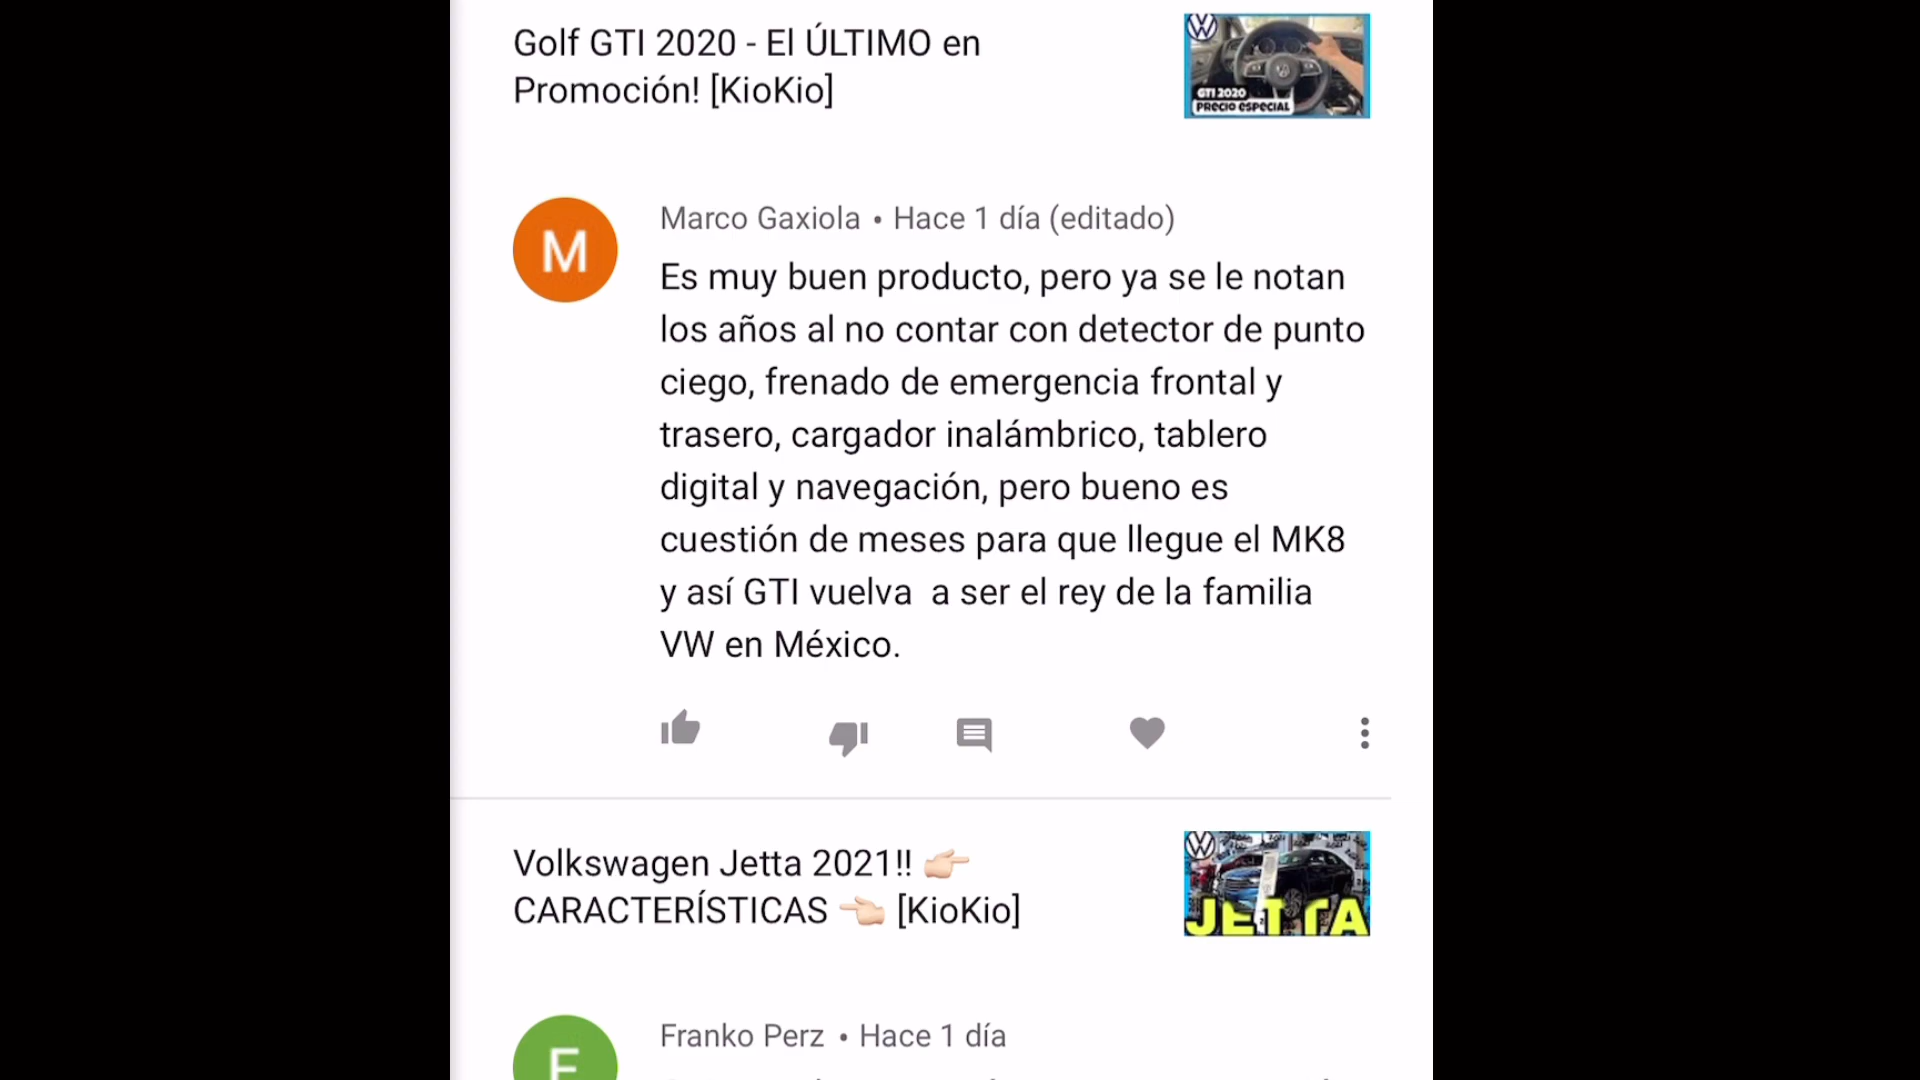 Golf GTI 2020 - El ÚLTIMO en
Promoción! [KioKio]
GTI 2020
PRECIO ESPECIAL
M
Marco Gaxiola • Hace 1 día (editado)
Es muy buen producto, pero ya se le notan
los años al no contar con detector de punto
ciego, frenado de emergencia frontal y
trasero, cargador inalámbrico, tablero
digital y navegación, pero bueno es
cuestión de meses para que llegue el MK8
y así GTI vuelva  a ser el rey de la familia
VW en México.
Volkswagen Jetta 2021!! 👉🏻
CARACTERÍSTICAS 👈🏻 [KioKio]
JETTA
F
Franko Perz • Hace 1 día